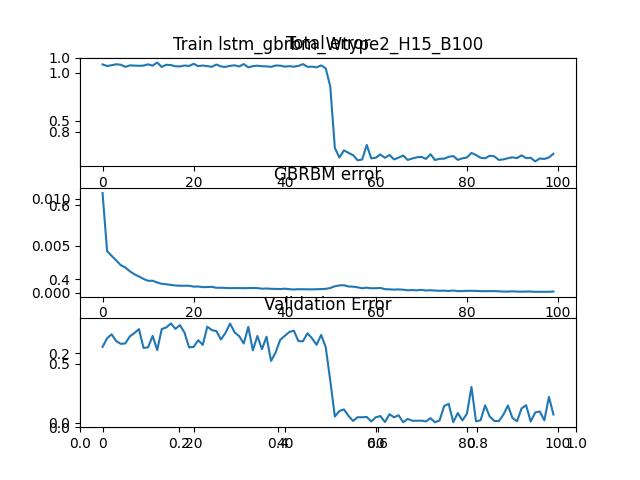 Train lstm_gbrbm_Wtype2_H15_B100
Total error
1.0
1.0
0.5
0.8
0 20 40 60 80 100
GBRBM error
0.010
0.6
0.005
0.4
0.000
0 20 40 60 80 100
Validation Error
0.2
0.5
0.0
0.0
0 20 40 60 80 100
0.0 0.2 0.4 0.6 0.8 1.0